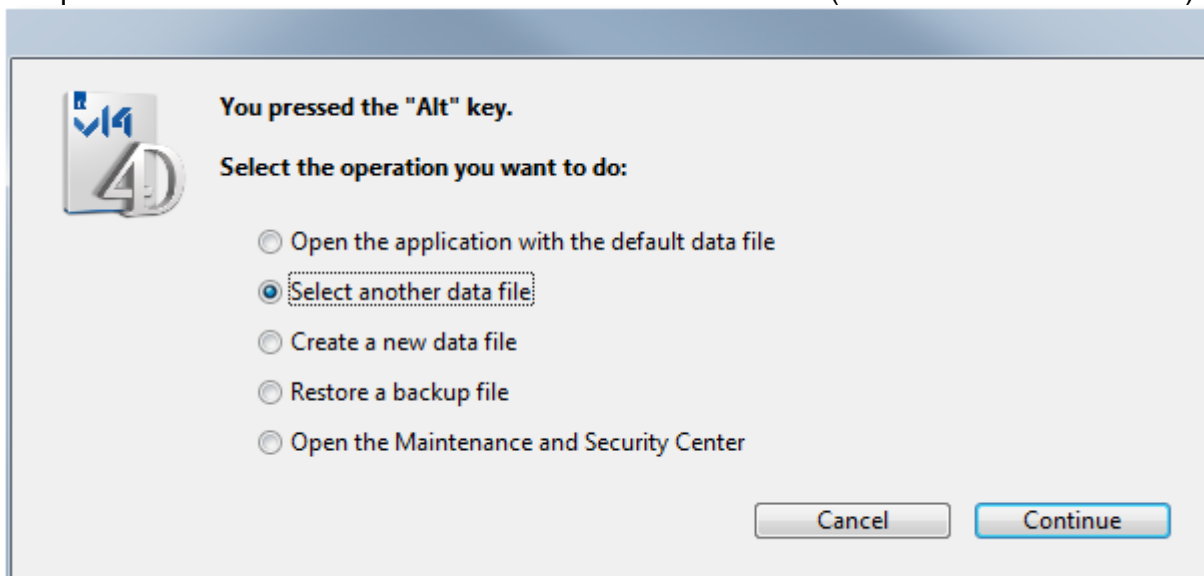 v14
4D
You pressed the "Alt" key.
Select the operation you want to do:
Open the application with the default data file
Select another data file
Create a new data file
Restore a backup file
Open the Maintenance and Security Center
Cancel Continue